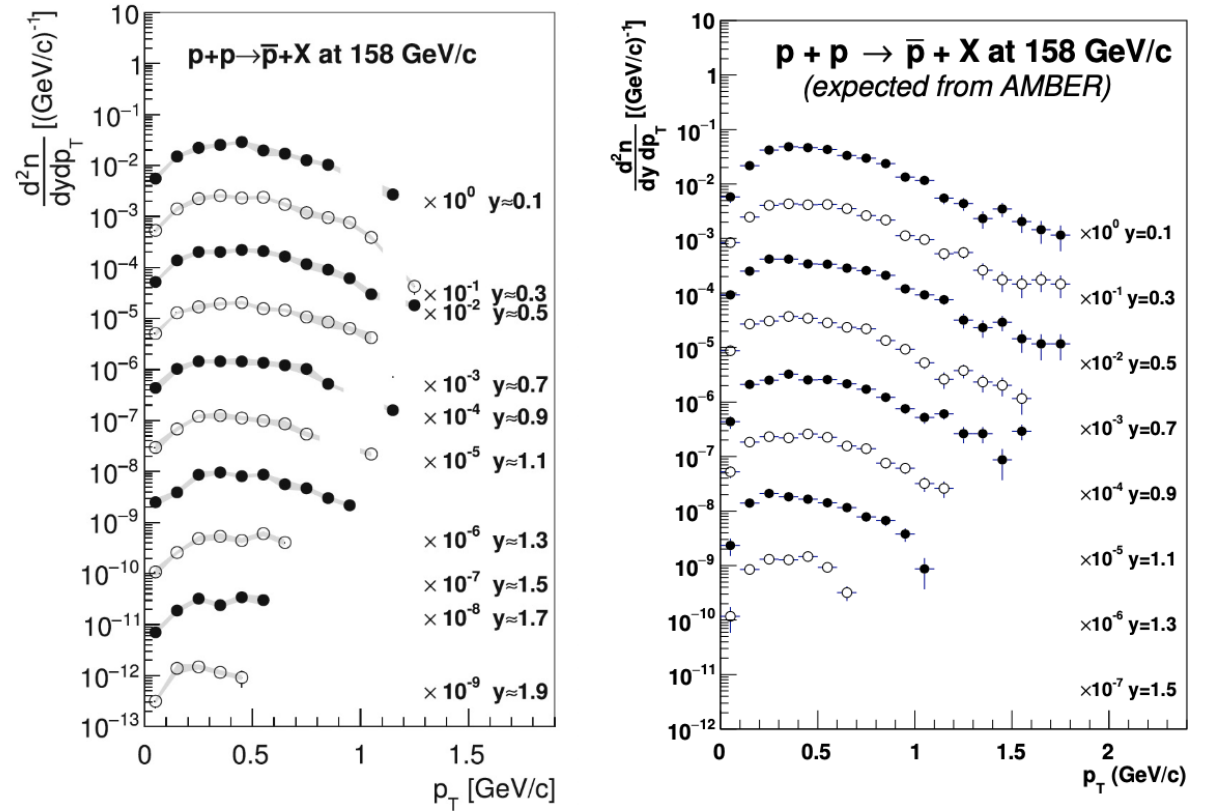 p+p→p̅+X at 158 GeV/c
d²n
dydp_T
[(GeV/c)⁻¹]
10
1
10⁻¹
10⁻²
10⁻³
10⁻⁴
10⁻⁵
10⁻⁶
10⁻⁷
10⁻⁸
10⁻⁹
10⁻¹⁰
10⁻¹¹
10⁻¹²
10⁻¹³
× 10⁰ y≈0.1
× 10⁻¹ y≈0.3
× 10⁻² y≈0.5
× 10⁻³ y≈0.7
× 10⁻⁴ y≈0.9
× 10⁻⁵ y≈1.1
× 10⁻⁶ y≈1.3
× 10⁻⁷ y≈1.5
× 10⁻⁸ y≈1.7
× 10⁻⁹ y≈1.9
0 0.5 1 1.5
p_T [GeV/c]
p + p → p̅ + X at 158 GeV/c
(expected from AMBER)
d²n
dy dp_T
[(GeV/c)⁻¹]
10
1
10⁻¹
10⁻²
10⁻³
10⁻⁴
10⁻⁵
10⁻⁶
10⁻⁷
10⁻⁸
10⁻⁹
10⁻¹⁰
10⁻¹¹
10⁻¹²
×10⁰ y=0.1
×10⁻¹ y=0.3
×10⁻² y=0.5
×10⁻³ y=0.7
×10⁻⁴ y=0.9
×10⁻⁵ y=1.1
×10⁻⁶ y=1.3
×10⁻⁷ y=1.5
0 0.5 1 1.5 2
p_T (GeV/c)